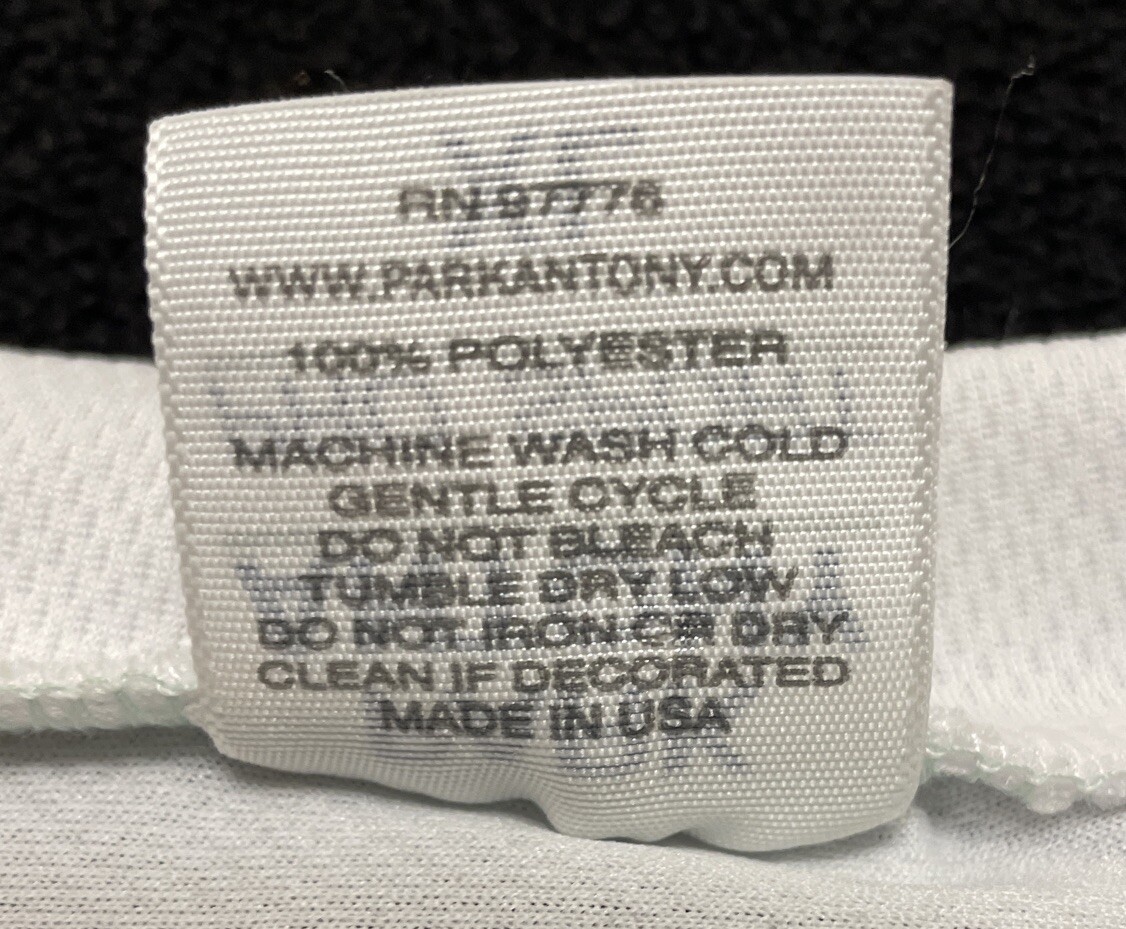 RN 97776
WWW.PARKANTONY.COM
100% POLYESTER
MACHINE WASH COLD
GENTLE CYCLE
DO NOT BLEACH
TUMBLE DRY LOW
DO NOT IRON OR DRY
CLEAN IF DECORATED
MADE IN USA